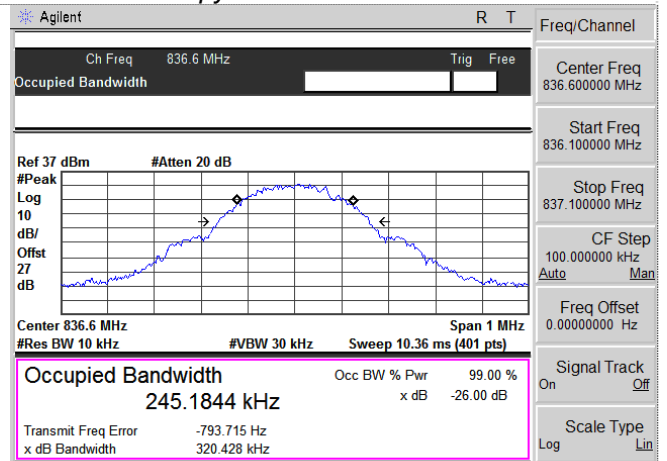 Agilent R T
Ch Freq 836.6 MHz Trig Free
Occupied Bandwidth
Ref 37 dBm #Atten 20 dB
#Peak
Log
10
dB/
Offst
27
dB
Center 836.6 MHz Span 1 MHz
#Res BW 10 kHz #VBW 30 kHz Sweep 10.36 ms (401 pts)
Occupied Bandwidth Occ BW % Pwr 99.00 %
245.1844 kHz x dB -26.00 dB
Transmit Freq Error -793.715 Hz
x dB Bandwidth 320.428 kHz
Freq/Channel
Center Freq
836.600000 MHz
Start Freq
836.100000 MHz
Stop Freq
837.100000 MHz
CF Step
100.000000 kHz
Auto Man
Freq Offset
0.00000000 Hz
Signal Track
On Off
Scale Type
Log Lin